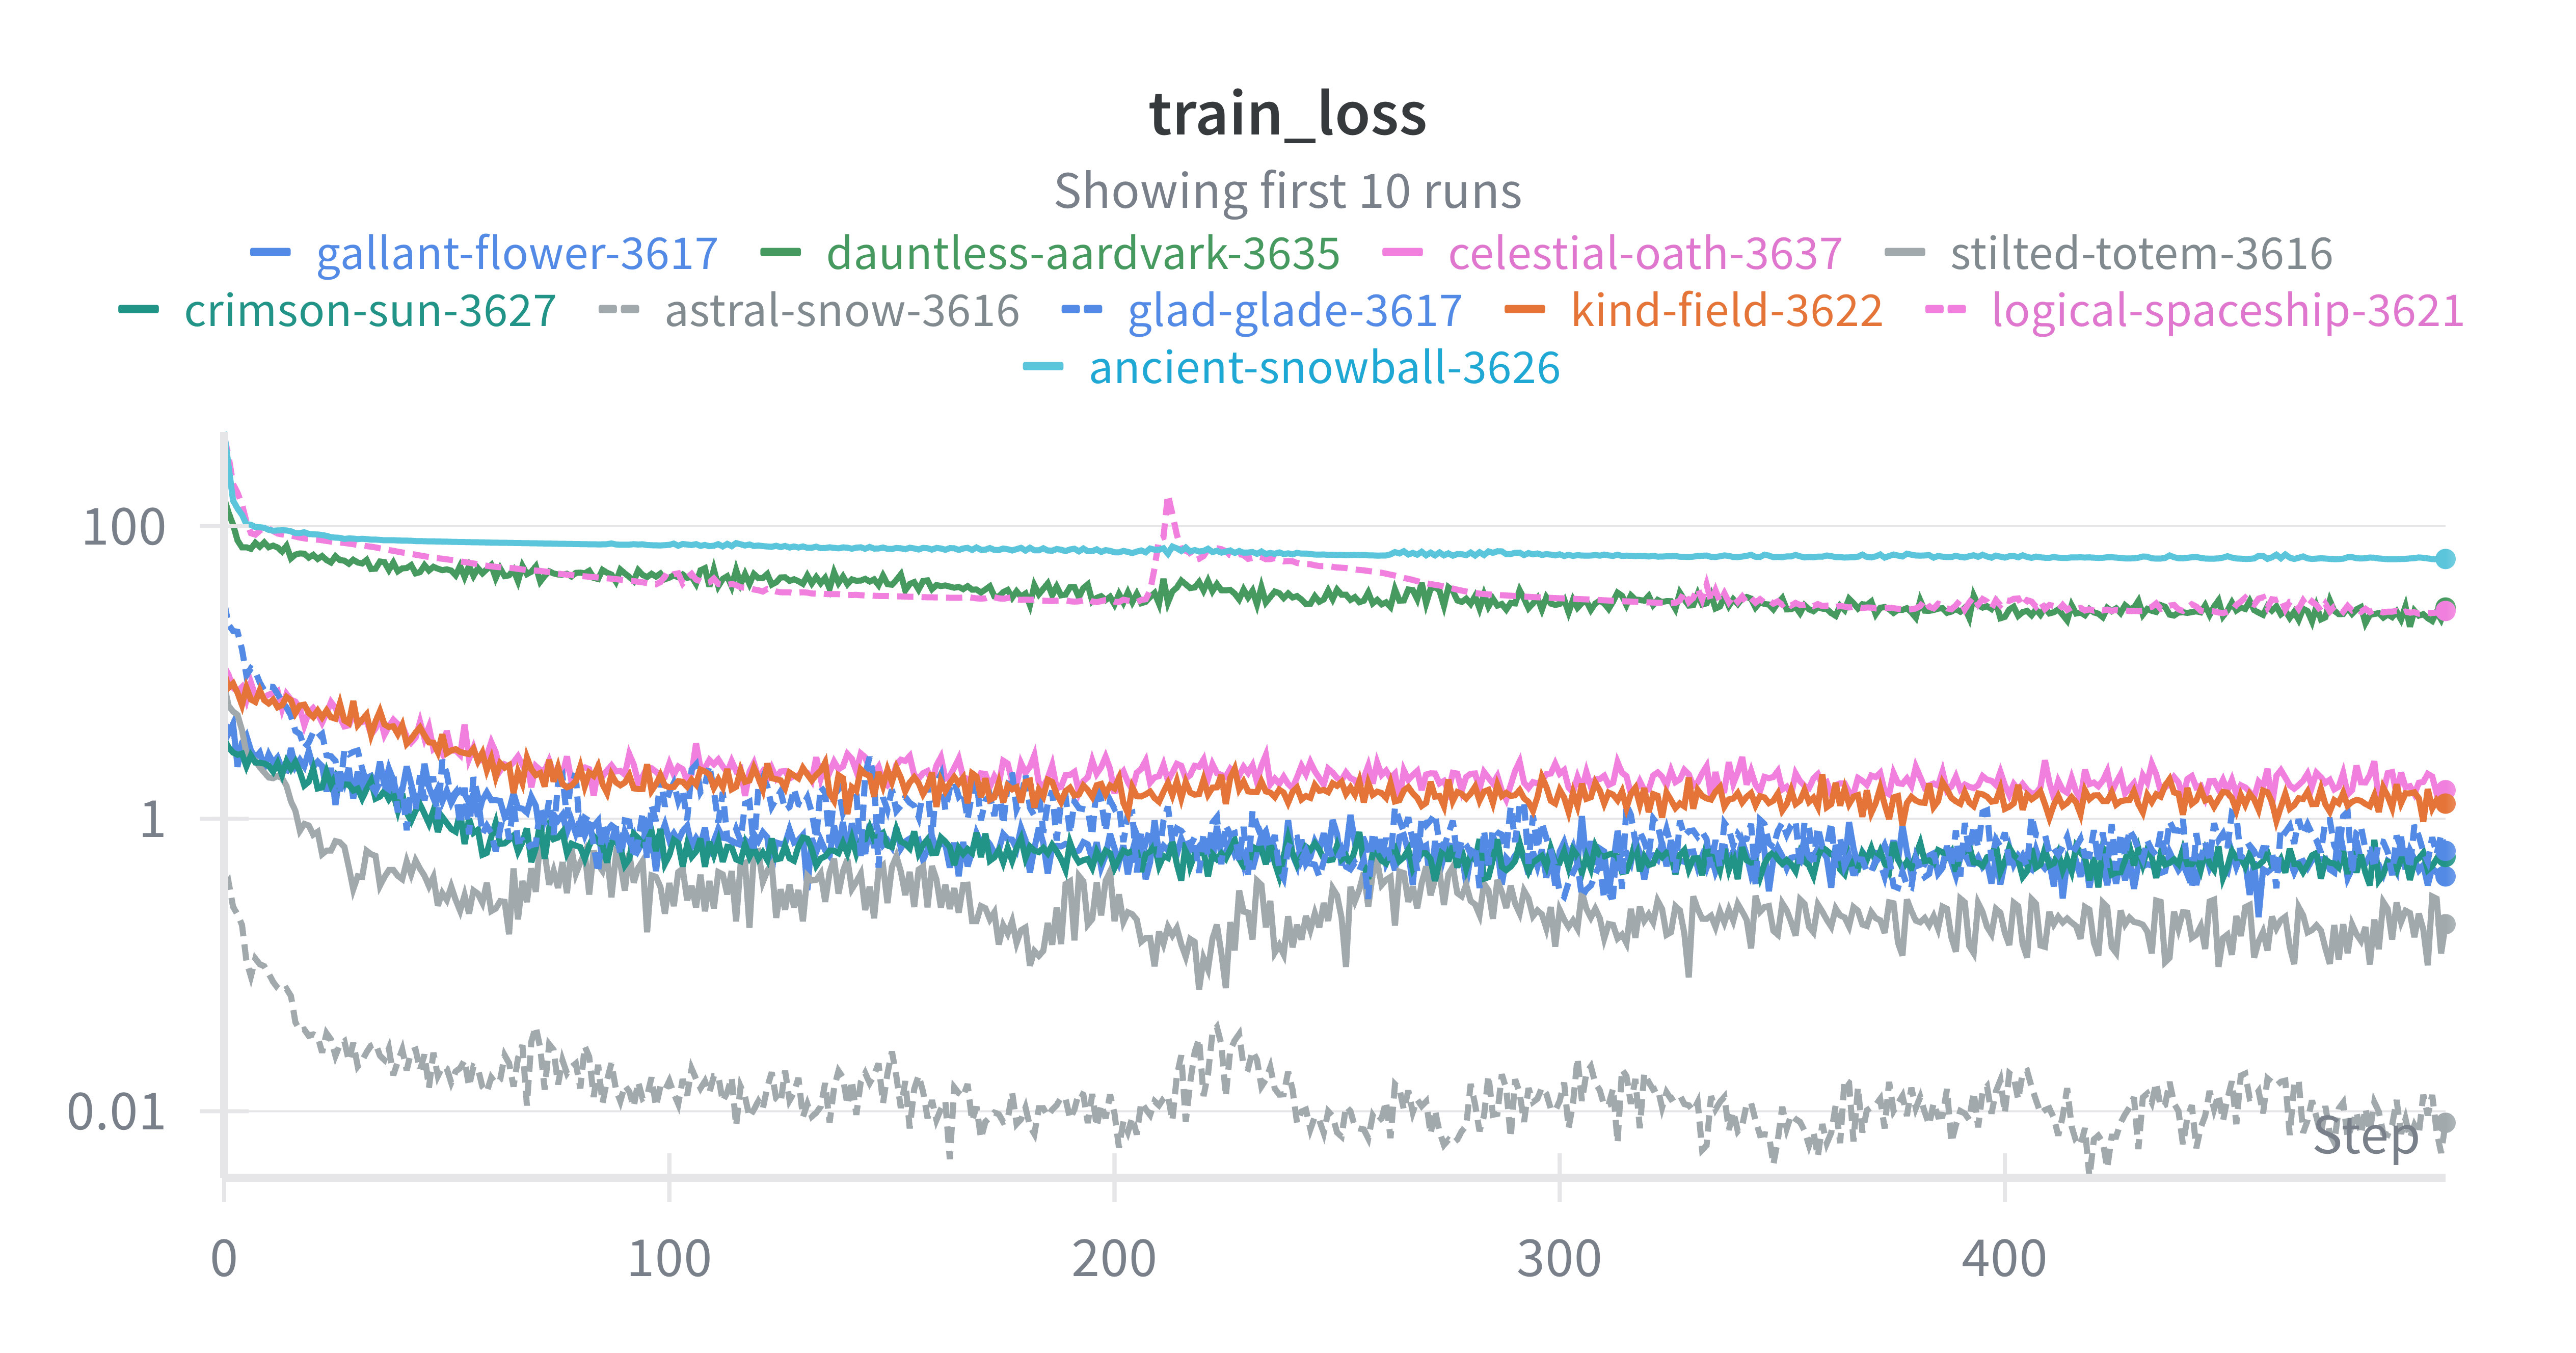 train_loss
Showing first 10 runs
gallant-flower-3617 dauntless-aardvark-3635 celestial-oath-3637 stilted-totem-3616
crimson-sun-3627 astral-snow-3616 glad-glade-3617 kind-field-3622 logical-spaceship-3621
ancient-snowball-3626
100
1
0.01
Step
0 100 200 300 400